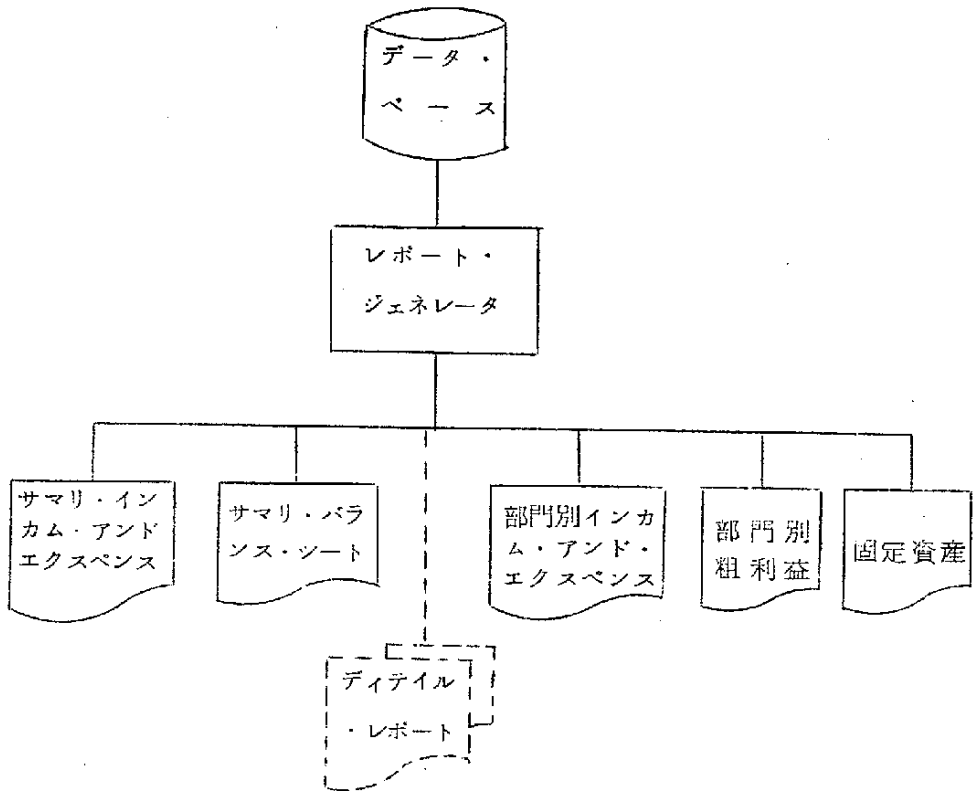 データ・
ベース
レポート・
ジェネレータ
サマリ・イン
カム・アンド
エクスペンス
サマリ・バラ
ンス・シート
部門別インカ
ム・アンド・
エクスペンス
部門別
粗利益
固定資産
ディテイル
・レポート